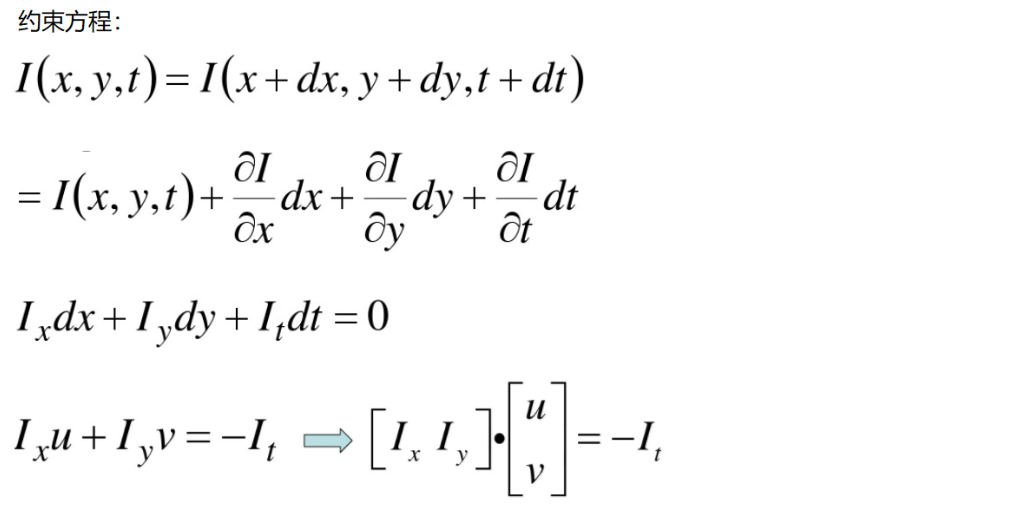 约束方程：
I(x, y,t)= I(x + dx, y + dy,t + dt)
= I(x, y,t)+ ∂I/∂x dx + ∂I/∂y dy + ∂I/∂t dt
I_x dx + I_y dy + I_t dt = 0
I_x u + I_y v = −I_t ⇒ [I_x I_y]•[u v] = −I_t